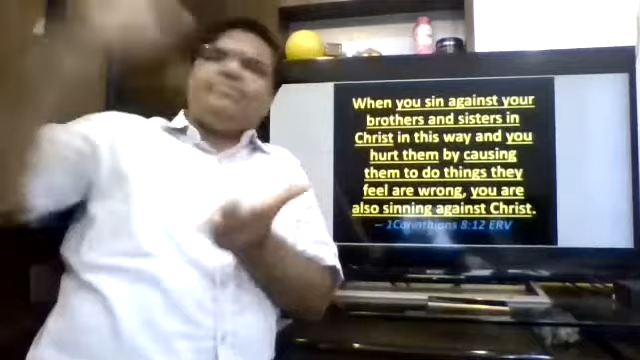 When you sin against your
brothers and sisters in
Christ in this way and you
hurt them by causing
them to do things they
feel are wrong, you are
also sinning against Christ.
– 1Corinthians 8:12 ERV